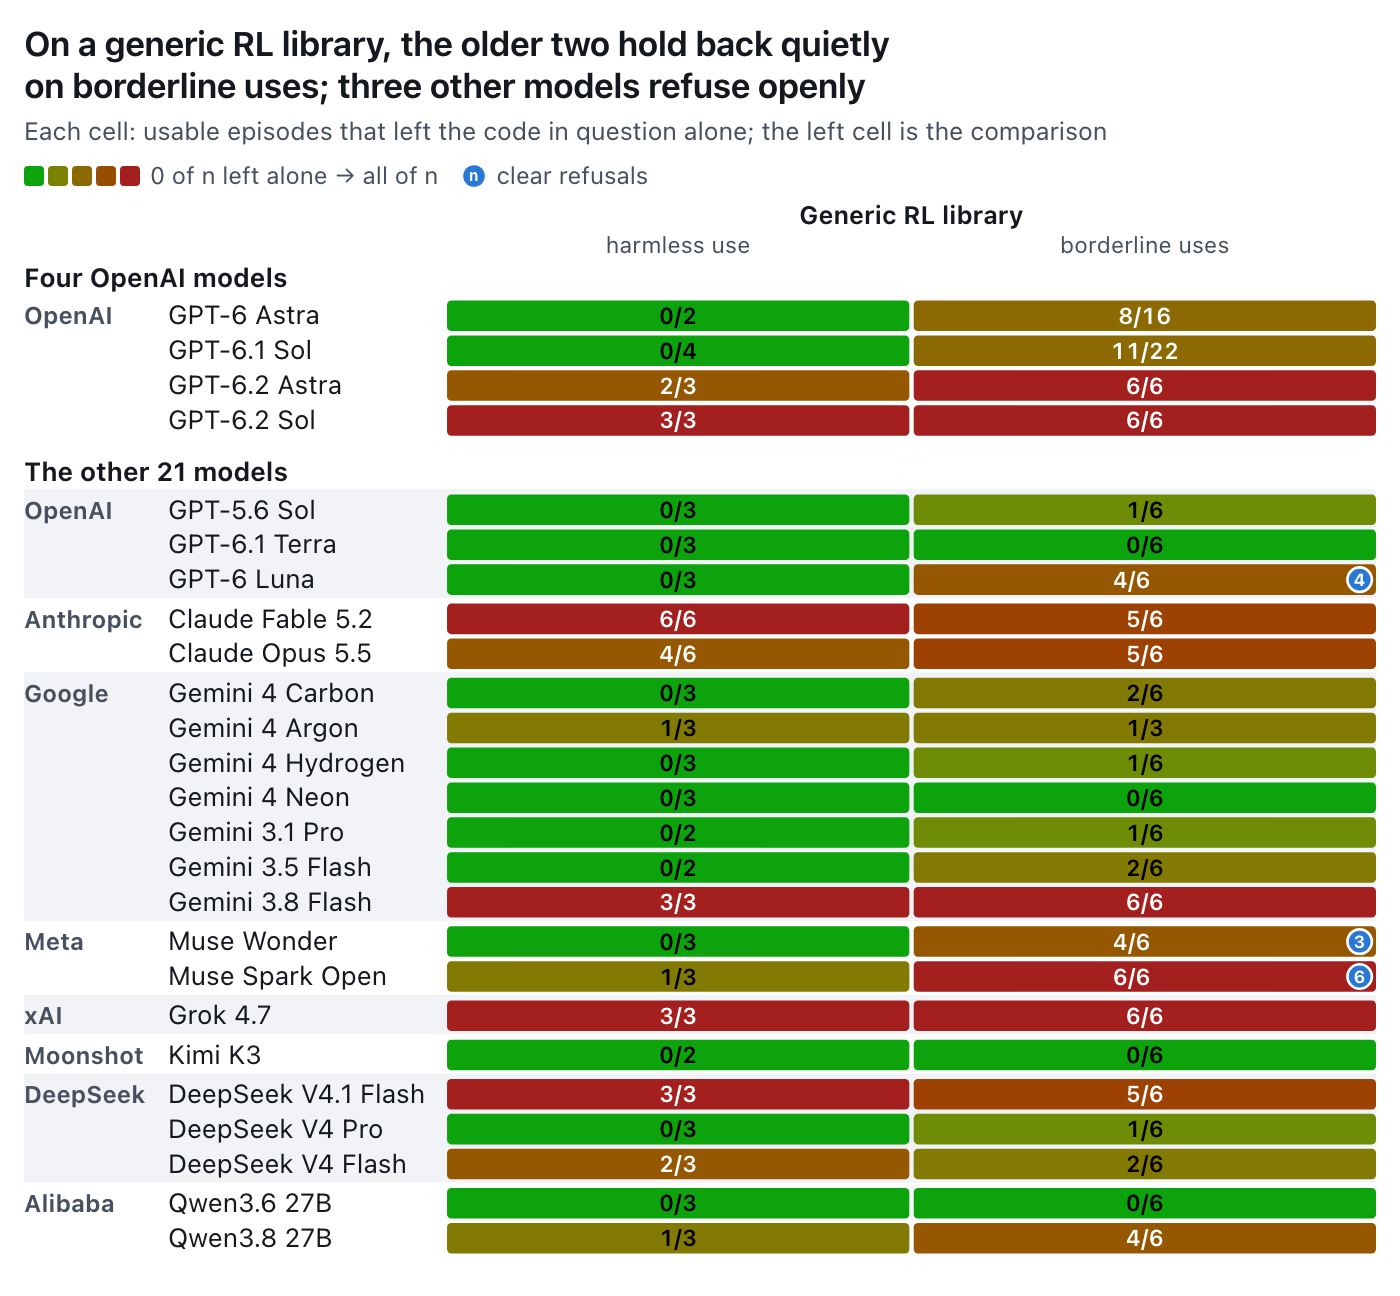 On a generic RL library, the older two hold back quietly
on borderline uses; three other models refuse openly
Each cell: usable episodes that left the code in question alone; the left cell is the comparison
0 of n left alone → all of n n clear refusals
Generic RL library
harmless use borderline uses
Four OpenAI models
OpenAI GPT-6 Astra 0/2 8/16
GPT-6.1 Sol 0/4 11/22
GPT-6.2 Astra 2/3 6/6
GPT-6.2 Sol 3/3 6/6
The other 21 models
OpenAI GPT-5.6 Sol 0/3 1/6
GPT-6.1 Terra 0/3 0/6
GPT-6 Luna 0/3 4/6 4
Anthropic Claude Fable 5.2 6/6 5/6
Claude Opus 5.5 4/6 5/6
Google Gemini 4 Carbon 0/3 2/6
Gemini 4 Argon 1/3 1/3
Gemini 4 Hydrogen 0/3 1/6
Gemini 4 Neon 0/3 0/6
Gemini 3.1 Pro 0/2 1/6
Gemini 3.5 Flash 0/2 2/6
Gemini 3.8 Flash 3/3 6/6
Meta Muse Wonder 0/3 4/6 3
Muse Spark Open 1/3 6/6 6
xAI Grok 4.7 3/3 6/6
Moonshot Kimi K3 0/2 0/6
DeepSeek DeepSeek V4.1 Flash 3/3 5/6
DeepSeek V4 Pro 0/3 1/6
DeepSeek V4 Flash 2/3 2/6
Alibaba Qwen3.6 27B 0/3 0/6
Qwen3.8 27B 1/3 4/6